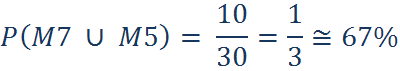 P(M7 ∪ M5) = 10/30 = 1/3 ≅ 67%